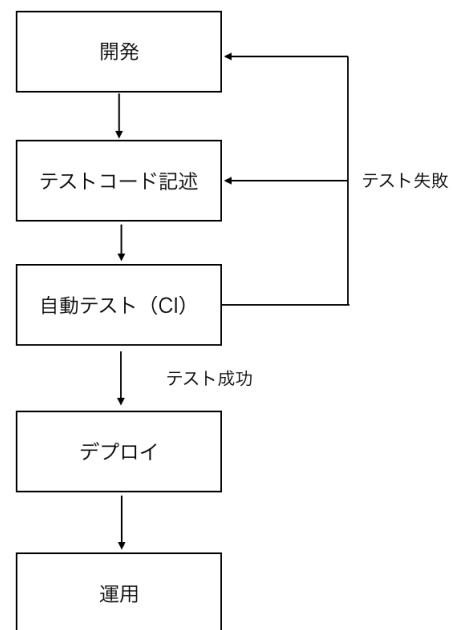 開発
テストコード記述
テスト失敗
自動テスト（CI）
テスト成功
デプロイ
運用